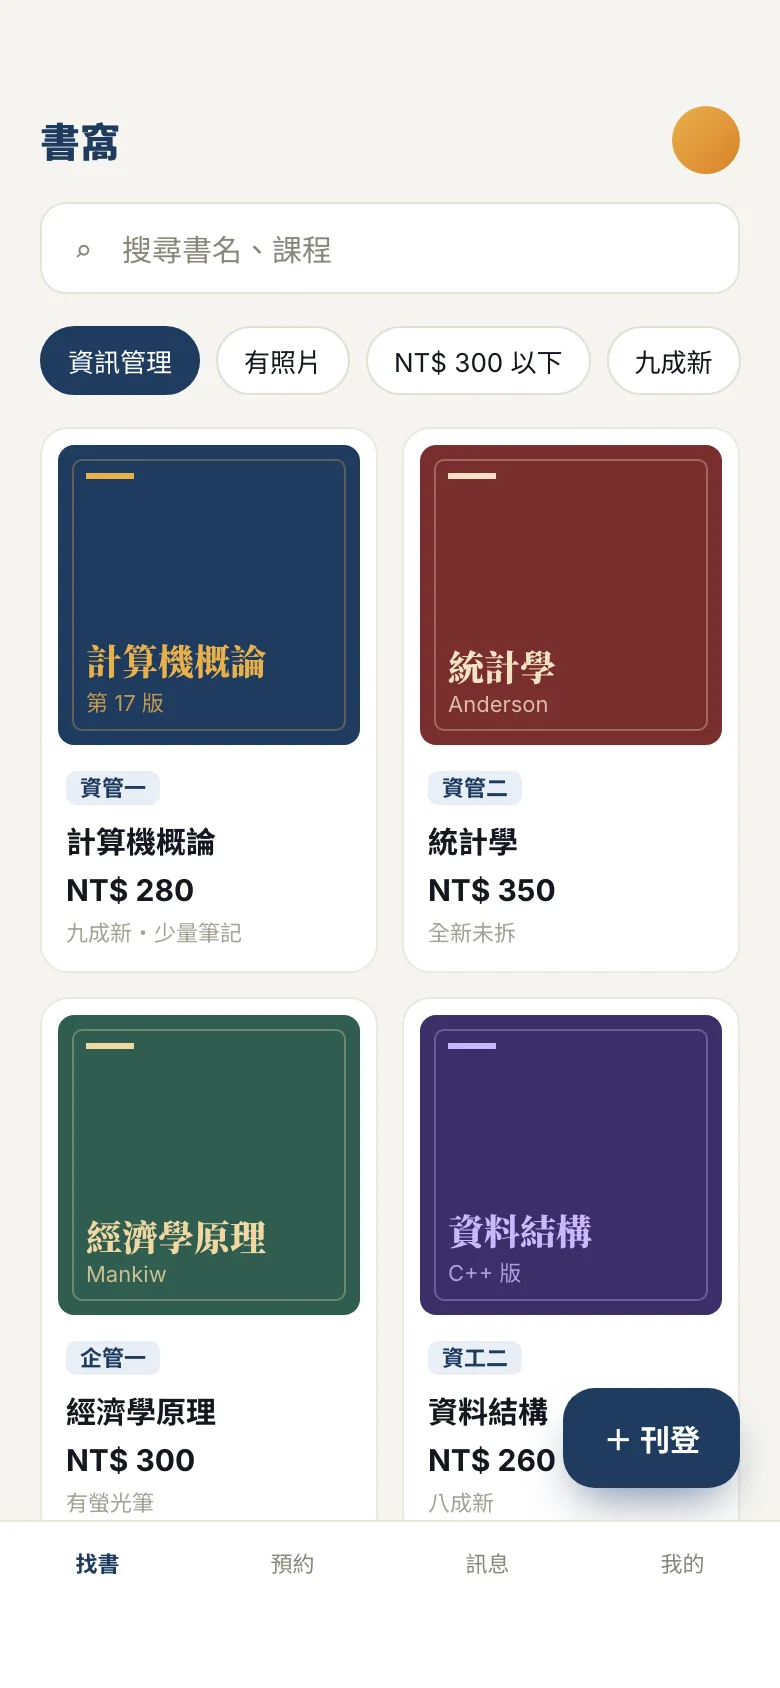 書窩
搜尋書名、課程
資訊管理
有照片
NT$ 300 以下
九成新
計算機概論
第 17 版
資管一
計算機概論
NT$ 280
九成新・少量筆記
統計學
Anderson
資管二
統計學
NT$ 350
全新未拆
經濟學原理
Mankiw
企管一
經濟學原理
NT$ 300
有螢光筆
資料結構
C++ 版
資工二
資料結構
NT$ 260
八成新
＋ 刊登
找書
預約
訊息
我的